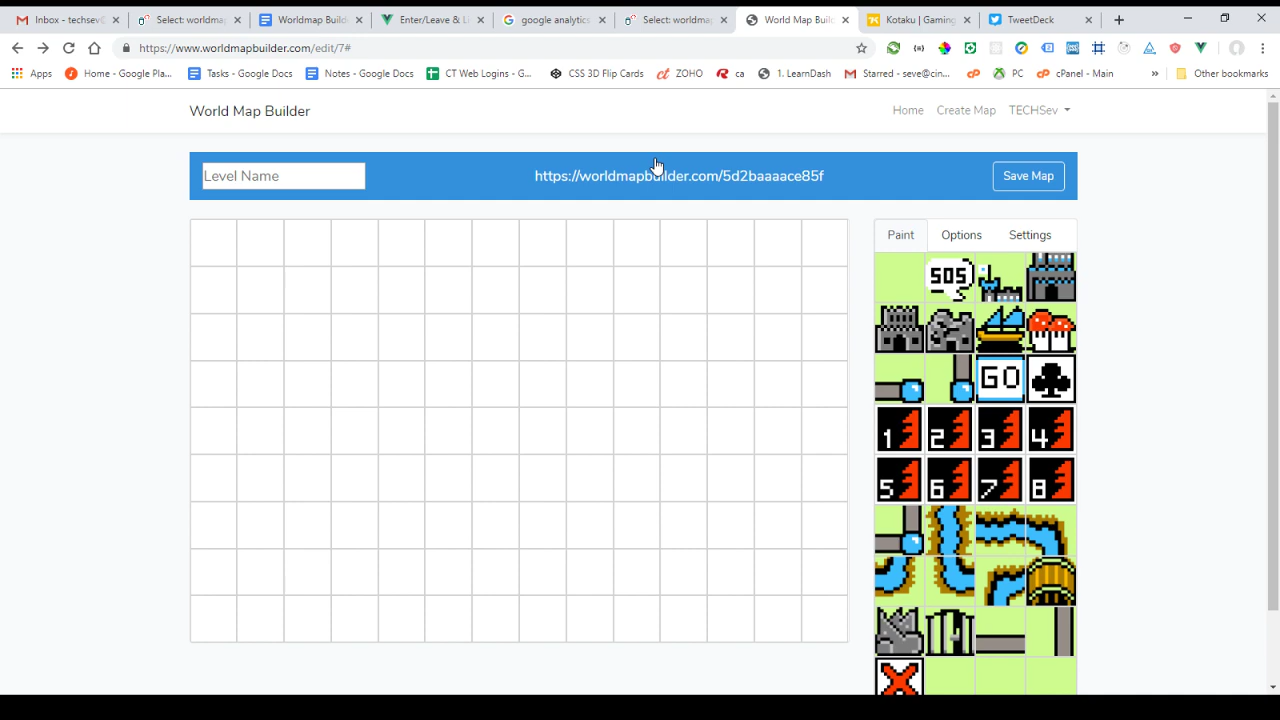 Inbox - techsev@
Select: worldmap
Worldmap Builder
Enter/Leave & Li
google analytics
Select: worldmap
World Map Build
Kotaku | Gaming
TweetDeck
https://www.worldmapbuilder.com/edit/7#
Apps
Home - Google Pla...
Tasks - Google Docs
Notes - Google Docs
CT Web Logins - G...
CSS 3D Flip Cards
ZOHO
ca
1. LearnDash
Starred - seve@cin...
PC
cPanel - Main
Other bookmarks
World Map Builder
Home
Create Map
TECHSev
Level Name
https://worldmapbuilder.com/5d2baaaace85f
Save Map
Paint
Options
Settings
SOS
GO
1
2
3
4
5
6
7
8